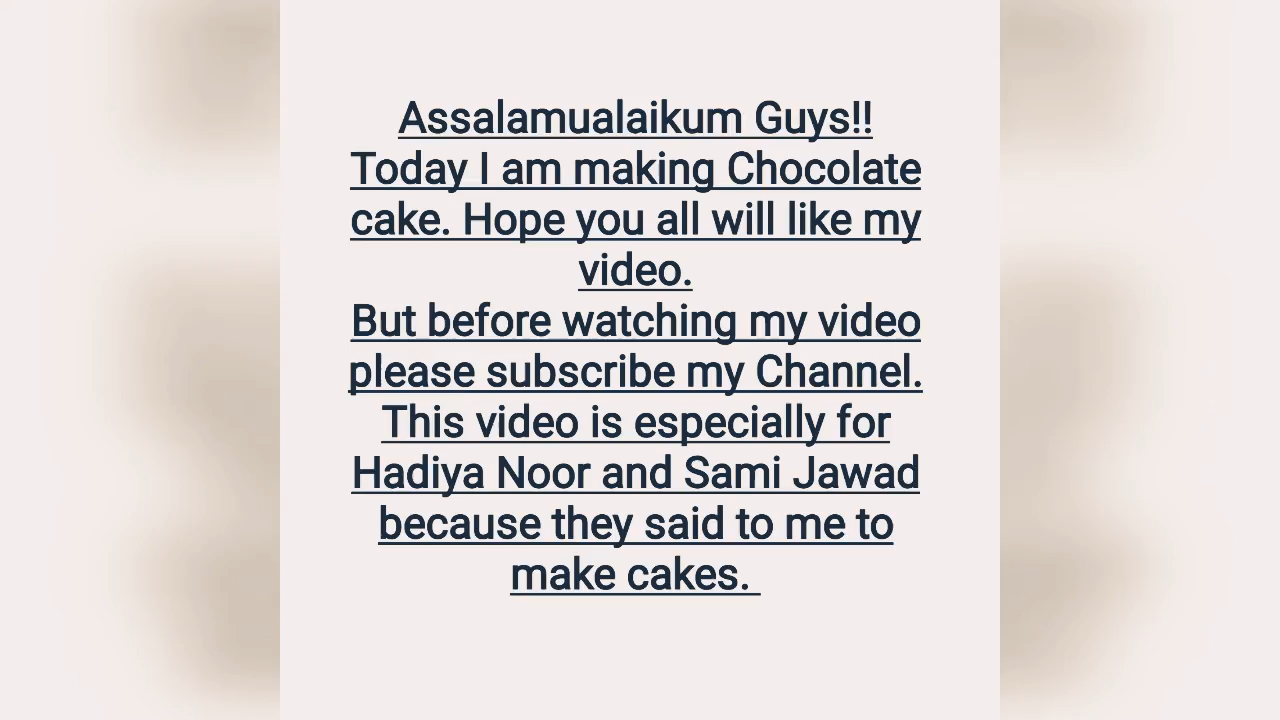 Assalamualaikum Guys!!
Today I am making Chocolate
cake. Hope you all will like my
video.
But before watching my video
please subscribe my Channel.
This video is especially for
Hadiya Noor and Sami Jawad
because they said to me to
make cakes.